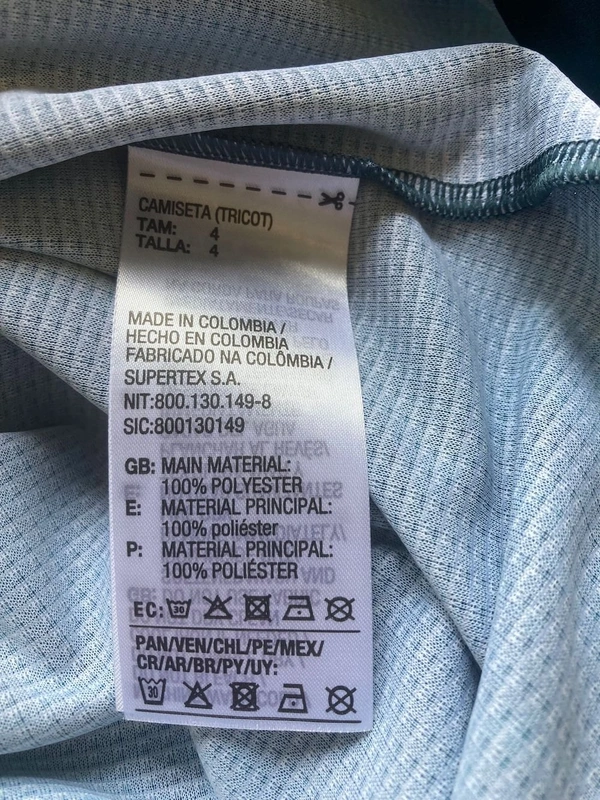 CAMISETA (TRICOT)
TAM: 4
TALLA: 4
MADE IN COLOMBIA /
HECHO EN COLOMBIA
FABRICADO NA COLÔMBIA /
SUPERTEX S.A.
NIT:800.130.149-8
SIC:800130149
GB: MAIN MATERIAL:
100% POLYESTER
E: MATERIAL PRINCIPAL:
100% poliéster
P: MATERIAL PRINCIPAL:
100% POLIÉSTER
EC: 30
PAN/VEN/CHL/PE/MEX/
CR/AR/BR/PY/UY:
30